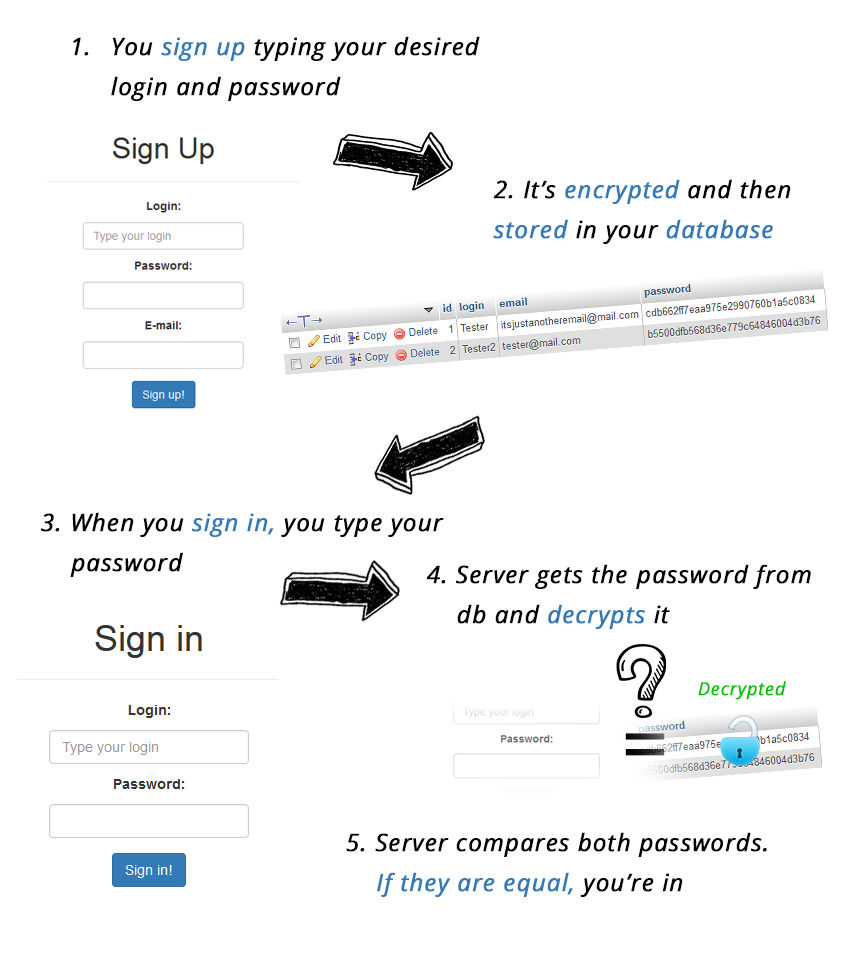 1. You sign up typing your desired
login and password
Sign Up
Login:
Type your login
Password:
E-mail:
Sign up!
2. It's encrypted and then
stored in your database
←T→ id login email password
Edit Copy Delete 1 Tester itsjustanotheremail@mail.com cdb662ff7eaa975e2990760b1a5c0834
Edit Copy Delete 2 Tester2 tester@mail.com b5500dfb568d36e779c64846004d3b76
3. When you sign in, you type your
password
Sign in
Login:
Type your login
Password:
Sign in!
4. Server gets the password from
db and decrypts it
?
Decrypted
Type your login
Password:
password
5. Server compares both passwords.
If they are equal, you're in